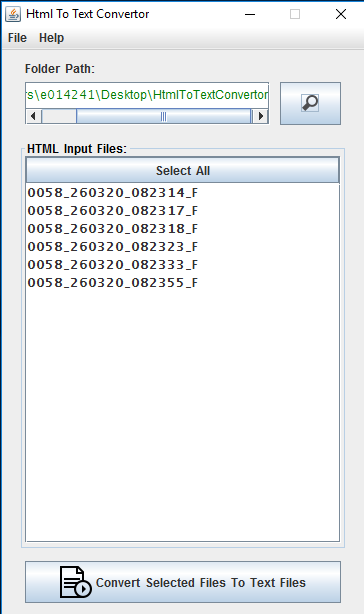 Html To Text Convertor
File Help
Folder Path:
s\e014241\Desktop\HtmlToTextConvertor
HTML Input Files:
Select All
0058_260320_082314_F
0058_260320_082317_F
0058_260320_082318_F
0058_260320_082323_F
0058_260320_082333_F
0058_260320_082355_F
Convert Selected Files To Text Files